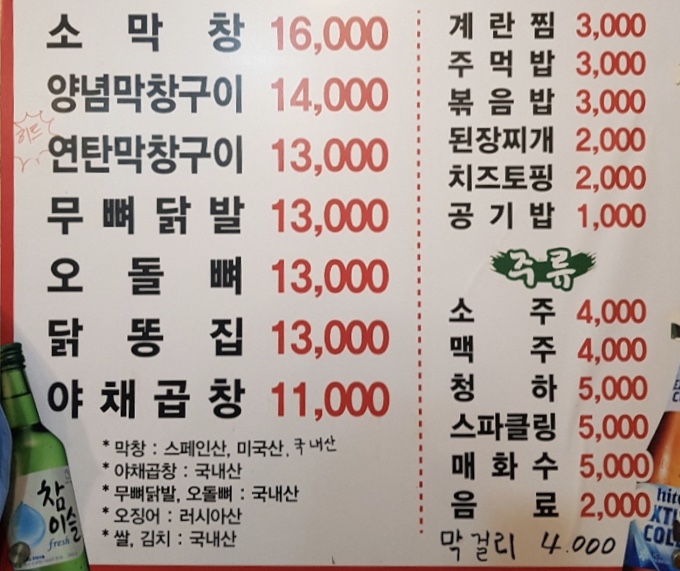 소막창 16,000
양념막창구이 14,000
히트
연탄막창구이 13,000
무뼈닭발 13,000
오돌뼈 13,000
닭똥집 13,000
야채곱창 11,000
* 막창 : 스페인산, 미국산, 국내산
* 야채곱창 : 국내산
* 무뼈닭발, 오돌뼈 : 국내산
* 오징어 : 러시아산
* 쌀, 김치 : 국내산
계란찜 3,000
주먹밥 3,000
볶음밥 3,000
된장찌개 2,000
치즈토핑 2,000
공기밥 1,000
주류
소주 4,000
맥주 4,000
청하 5,000
스파클링 5,000
매화수 5,000
음료 2,000
막걸리 4.000
참
이슬
fresh
hite
EXTRA
COLD